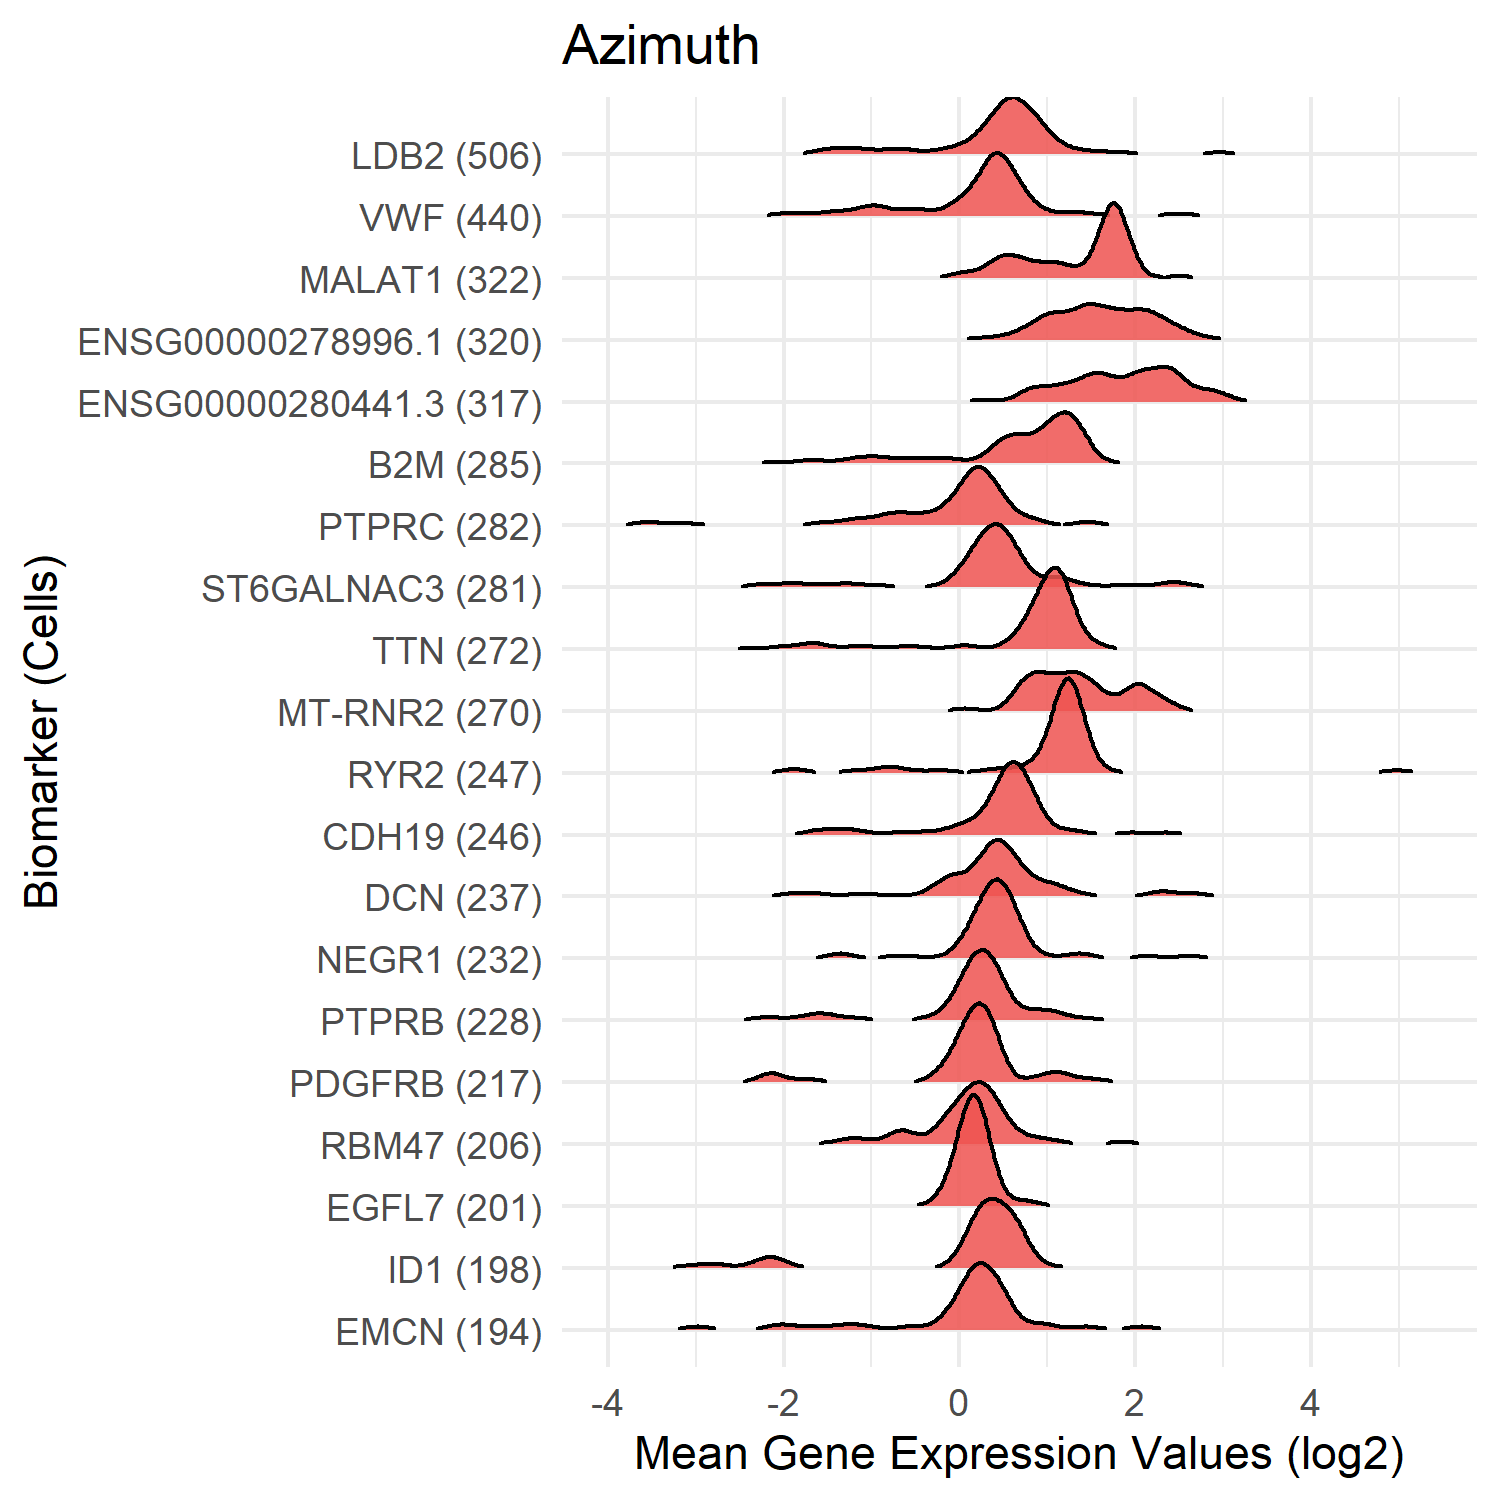 Azimuth
Biomarker (Cells)
LDB2 (506)
VWF (440)
MALAT1 (322)
ENSG00000278996.1 (320)
ENSG00000280441.3 (317)
B2M (285)
PTPRC (282)
ST6GALNAC3 (281)
TTN (272)
MT-RNR2 (270)
RYR2 (247)
CDH19 (246)
DCN (237)
NEGR1 (232)
PTPRB (228)
PDGFRB (217)
RBM47 (206)
EGFL7 (201)
ID1 (198)
EMCN (194)
-4 -2 0 2 4
Mean Gene Expression Values (log2)